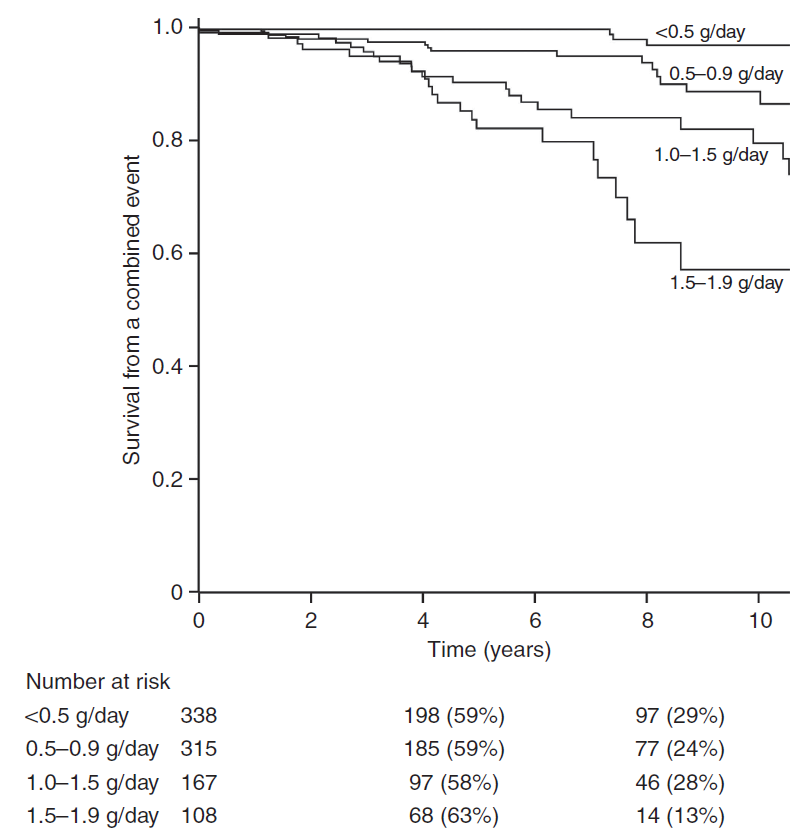 1.0
<0.5 g/day
0.5–0.9 g/day
0.8
1.0–1.5 g/day
0.6
1.5–1.9 g/day
0.4
0.2
0
Survival from a combined event
0 2 4 6 8 10
Time (years)
Number at risk
<0.5 g/day 338 198 (59%) 97 (29%)
0.5–0.9 g/day 315 185 (59%) 77 (24%)
1.0–1.5 g/day 167 97 (58%) 46 (28%)
1.5–1.9 g/day 108 68 (63%) 14 (13%)